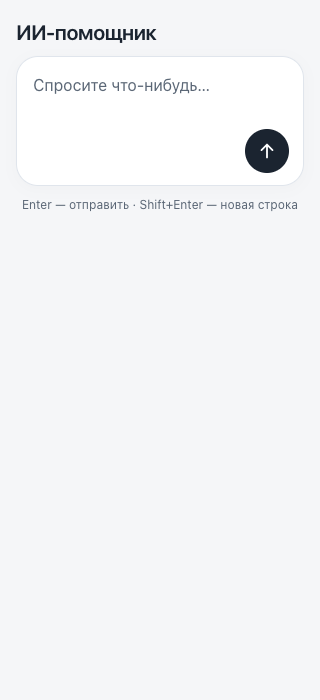 ИИ-помощник
Спросите что-нибудь...
Enter — отправить · Shift+Enter — новая строка